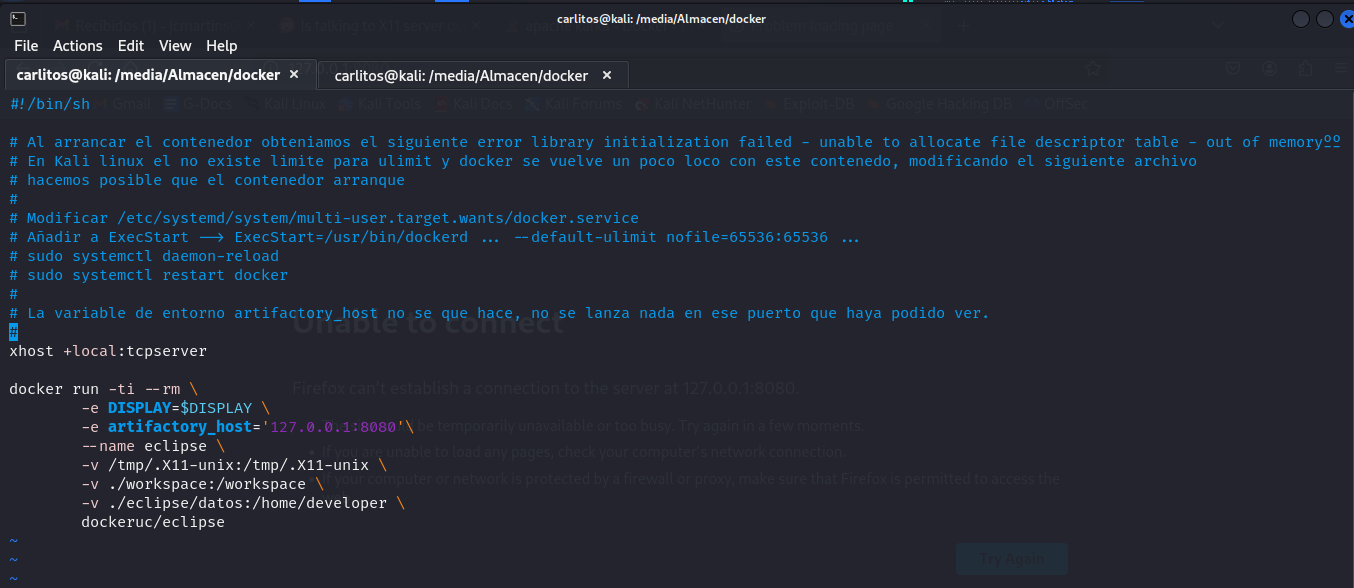 carlitos@kali: /media/Almacen/docker
File Actions Edit View Help
carlitos@kali: /media/Almacen/docker × carlitos@kali: /media/Almacen/docker ×
Gmail G-Docs Kali Linux Kali Tools Kali Docs Kali Forums Kali NetHunter Exploit-DB Google Hacking DB OffSec
#!/bin/sh
# Al arrancar el contenedor obteniamos el siguiente error library initialization failed - unable to allocate file descriptor table - out of memoryºº
# En Kali linux el no existe limite para ulimit y docker se vuelve un poco loco con este contenedo, modificando el siguiente archivo
# hacemos posible que el contenedor arranque
#
# Modificar /etc/systemd/system/multi-user.target.wants/docker.service
# Añadir a ExecStart --> ExecStart=/usr/bin/dockerd ... --default-ulimit nofile=65536:65536 ...
# sudo systemctl daemon-reload
# sudo systemctl restart docker
#
# La variable de entorno artifactory_host no se que hace, no se lanza nada en ese puerto que haya podido ver.
Unable to connect
#
xhost +local:tcpserver
docker run -ti --rm \
Firefox can't establish a connection to the server at 127.0.0.1:8080.
-e DISPLAY=$DISPLAY \
-e artifactory_host='127.0.0.1:8080'\
be temporarily unavailable or too busy. Try again in a few moments.
--name eclipse \
If you are unable to load any pages, check your computer's network connection.
-v /tmp/.X11-unix:/tmp/.X11-unix \
-v ./workspace:/workspace \
your computer or network is protected by a firewall or proxy, make sure that Firefox is permitted to access the
-v ./eclipse/datos:/home/developer \
dockeruc/eclipse
~
~
Try Again
~